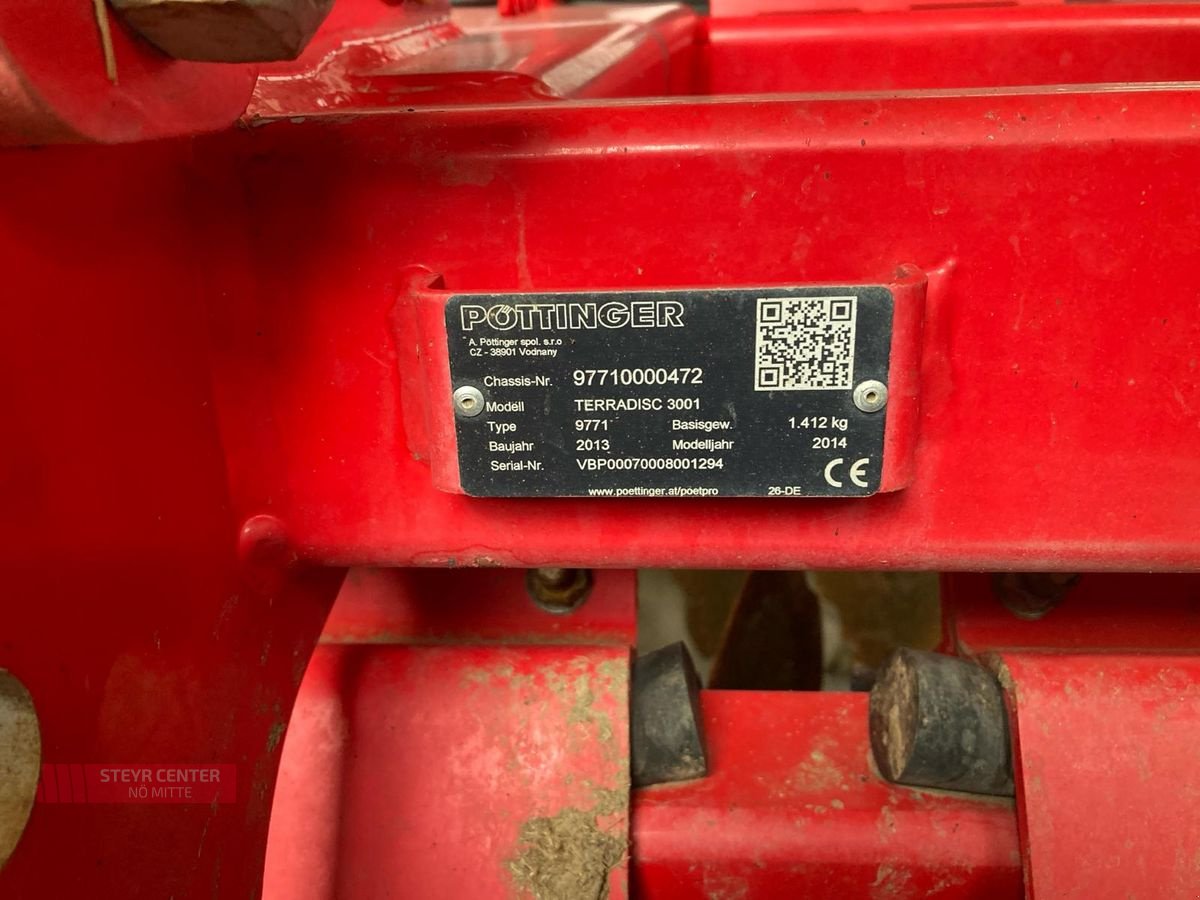 PÖTTINGER
A. Pöttinger spol. s.r.o
CZ - 38901 Vodnany
Chassis-Nr. 97710000472
Modell TERRADISC 3001
Type 9771 Basisgew. 1.412 kg
Baujahr 2013 Modelljahr 2014
Serial-Nr. VBP00070008001294
CE
www.poettinger.at/poetpro 26-DE
STEYR CENTER
NÖ MITTE